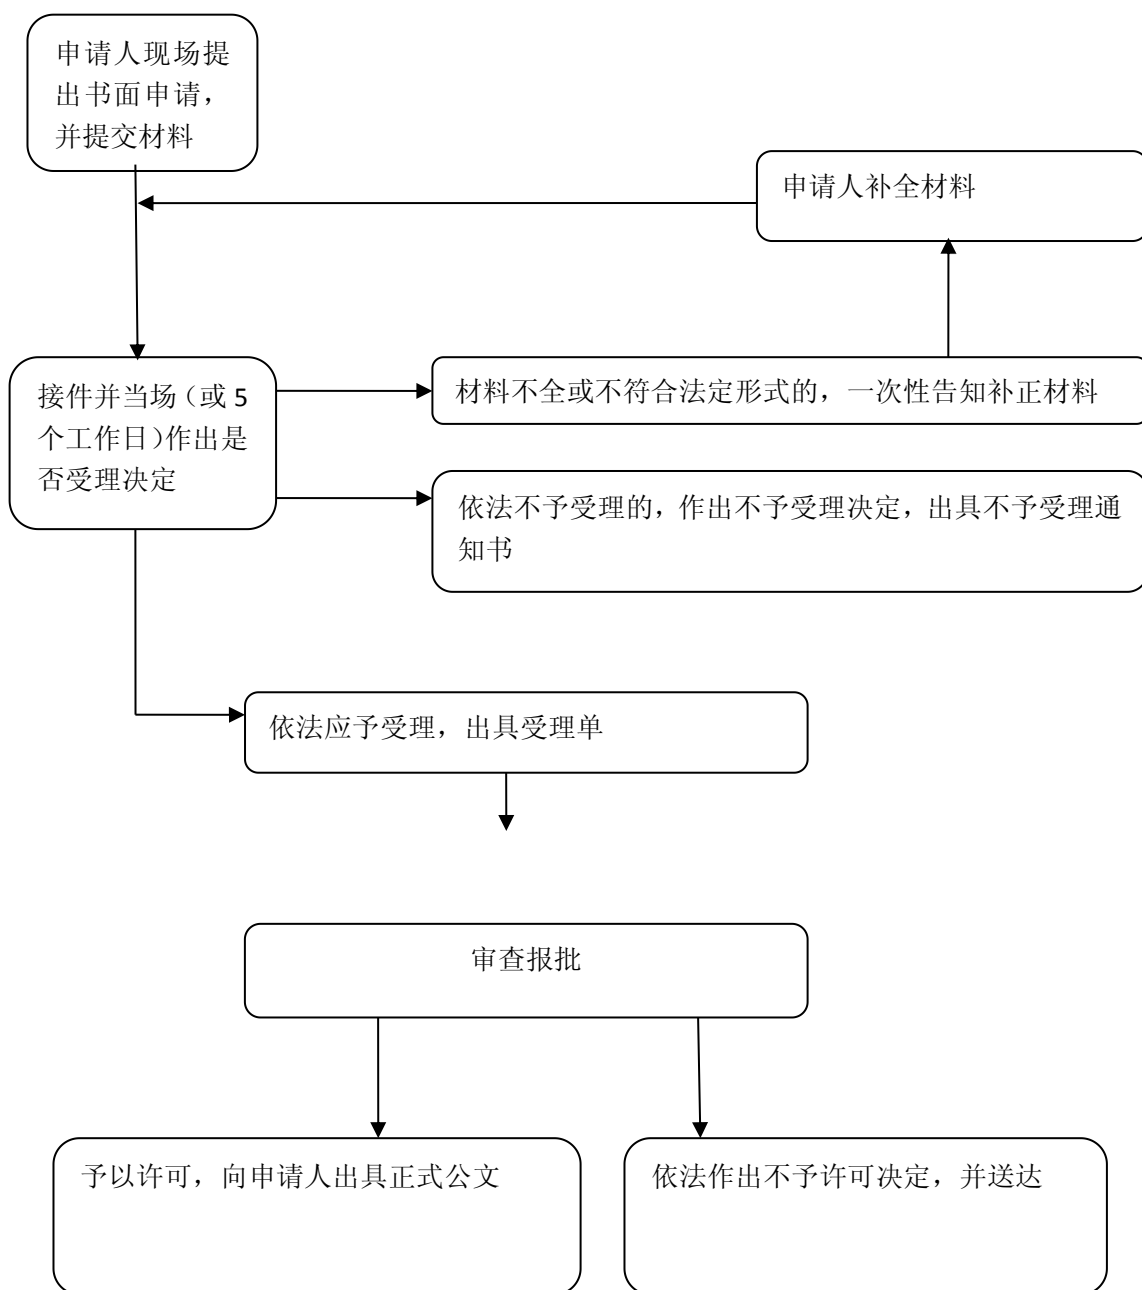 申请人现场提
出书面申请，
并提交材料
申请人补全材料
接件并当场（或 5
个工作日）作出是
否受理决定
材料不全或不符合法定形式的，一次性告知补正材料
依法不予受理的，作出不予受理决定，出具不予受理通
知书
依法应予受理，出具受理单
审查报批
予以许可，向申请人出具正式公文
依法作出不予许可决定，并送达